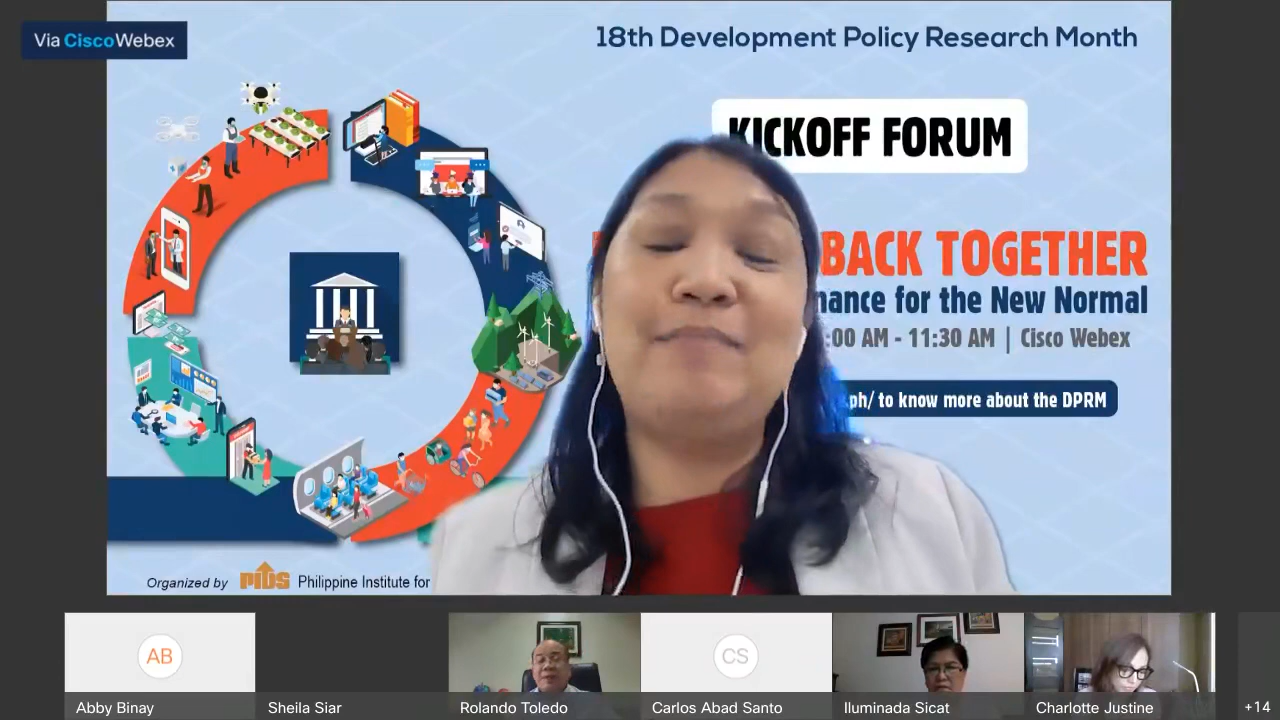 Via Cisco Webex
18th Development Policy Research Month
KICKOFF FORUM
BACK TOGETHER
nance for the New Normal
:00 AM - 11:30 AM | Cisco Webex
ph/ to know more about the DPRM
Organized by PIDS Philippine Institute for
AB
CS
Abby Binay
Sheila Siar
Rolando Toledo
Carlos Abad Santo
Iluminada Sicat
Charlotte Justine
+14